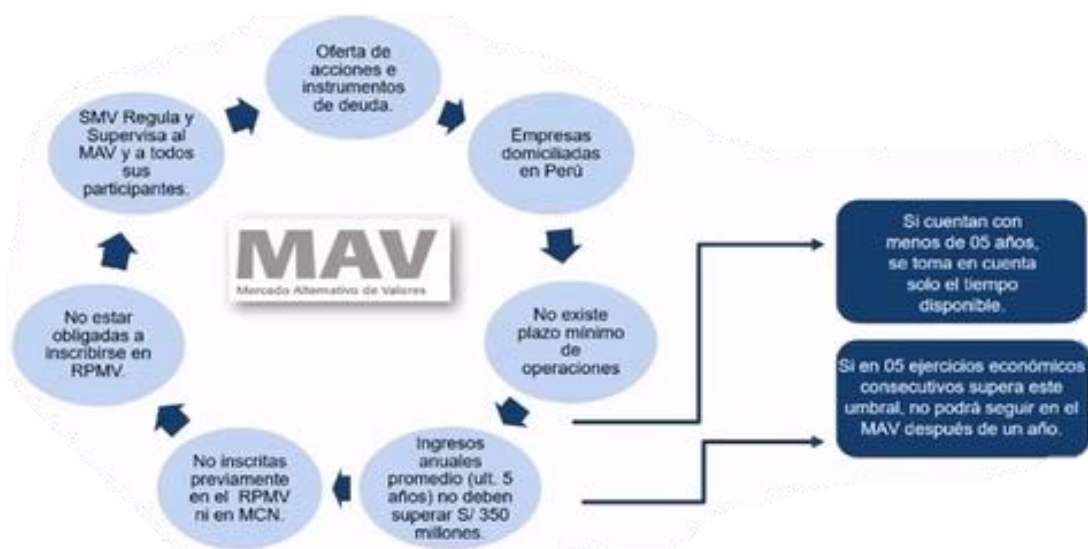 Oferta de
acciones e
instrumentos
de deuda.
Empresas
domiciliadas
en Perú
No existe
plazo mínimo
de
operaciones
Ingresos
anuales
promedio (ult. 5
años) no deben
superar S/ 350
millones.
No inscritas
previamente
en el RPMV
ni en MCN.
No estar
obligadas a
inscribirse en
RPMV.
SMV Regula y
Supervisa al
MAV y a todos
sus
participantes.
MAV
Mercado Alternativo de Valores
Si cuentan con
menos de 05 años,
se toma en cuenta
solo el tiempo
disponible.
Si en 05 ejercicios económicos
consecutivos supera este
umbral, no podrá seguir en el
MAV después de un año.